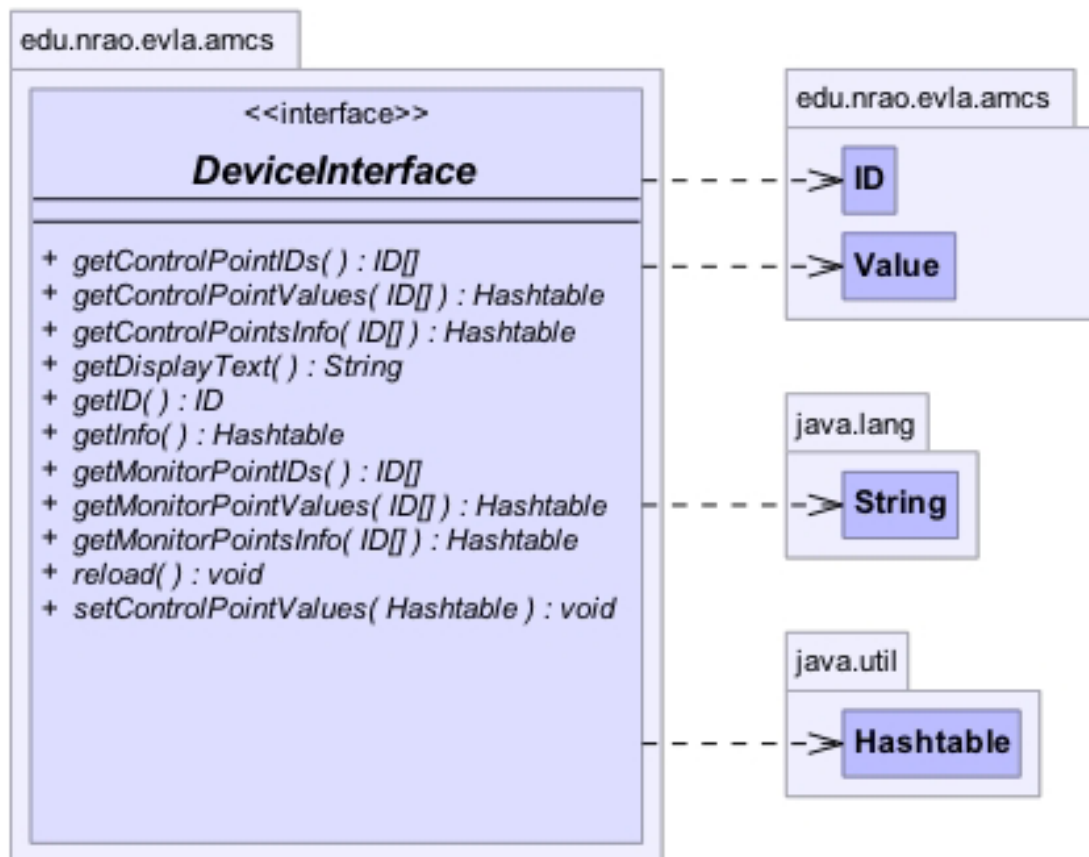 edu.nrao.evla.amcs
<<interface>>
DeviceInterface
+ getControlPointIDs( ) : ID[]
+ getControlPointValues( ID[] ) : Hashtable
+ getControlPointsInfo( ID[] ) : Hashtable
+ getDisplayText( ) : String
+ getID( ) : ID
+ getInfo( ) : Hashtable
+ getMonitorPointIDs( ) : ID[]
+ getMonitorPointValues( ID[] ) : Hashtable
+ getMonitorPointsInfo( ID[] ) : Hashtable
+ reload( ) : void
+ setControlPointValues( Hashtable ) : void
edu.nrao.evla.amcs
ID
Value
java.lang
String
java.util
Hashtable